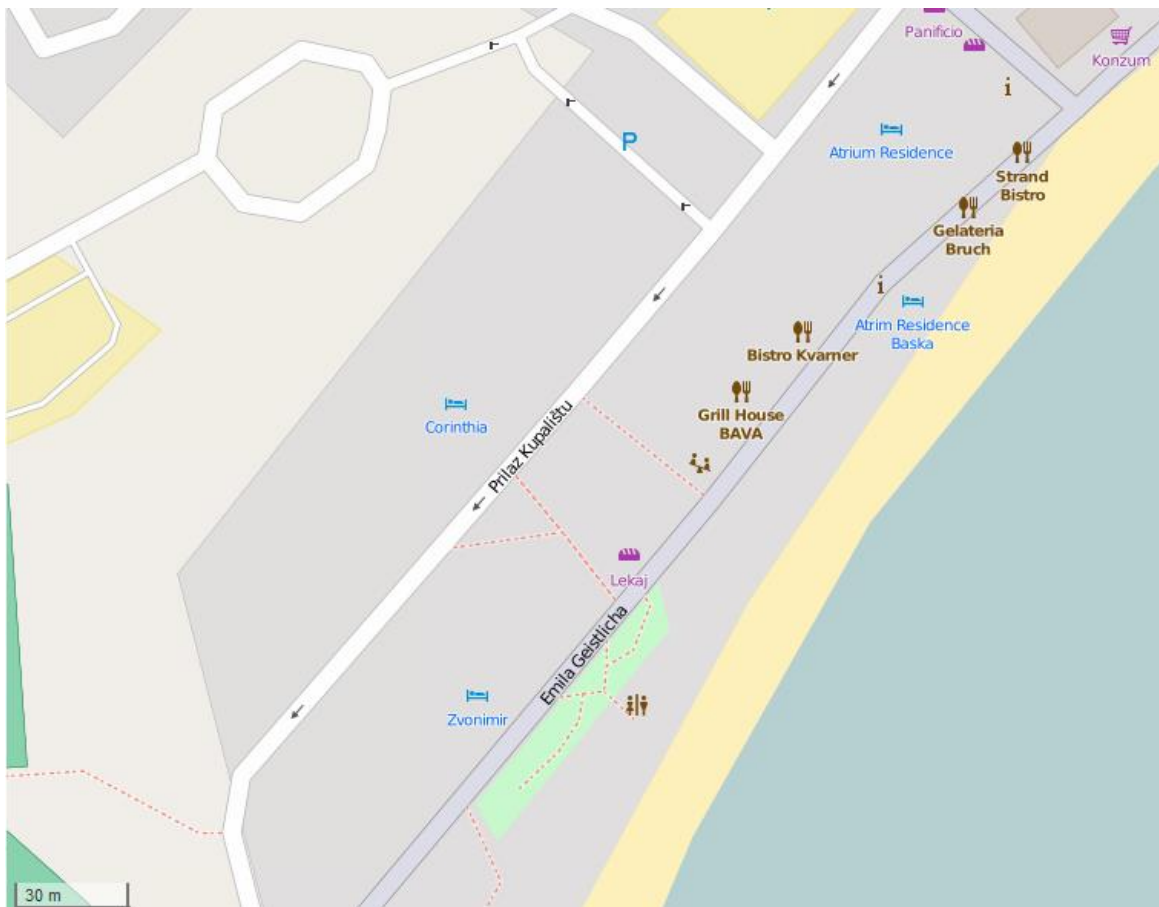 Panificio
Konzum
i
P
Atrium Residence
Strand
Bistro
Gelateria
Bruch
i
Atrim Residence
Baska
Bistro Kvarner
Grill House
BAVA
Corinthia
Prilaz Kupalištu
Lekaj
Emila Geistlicha
Zvonimir
30 m